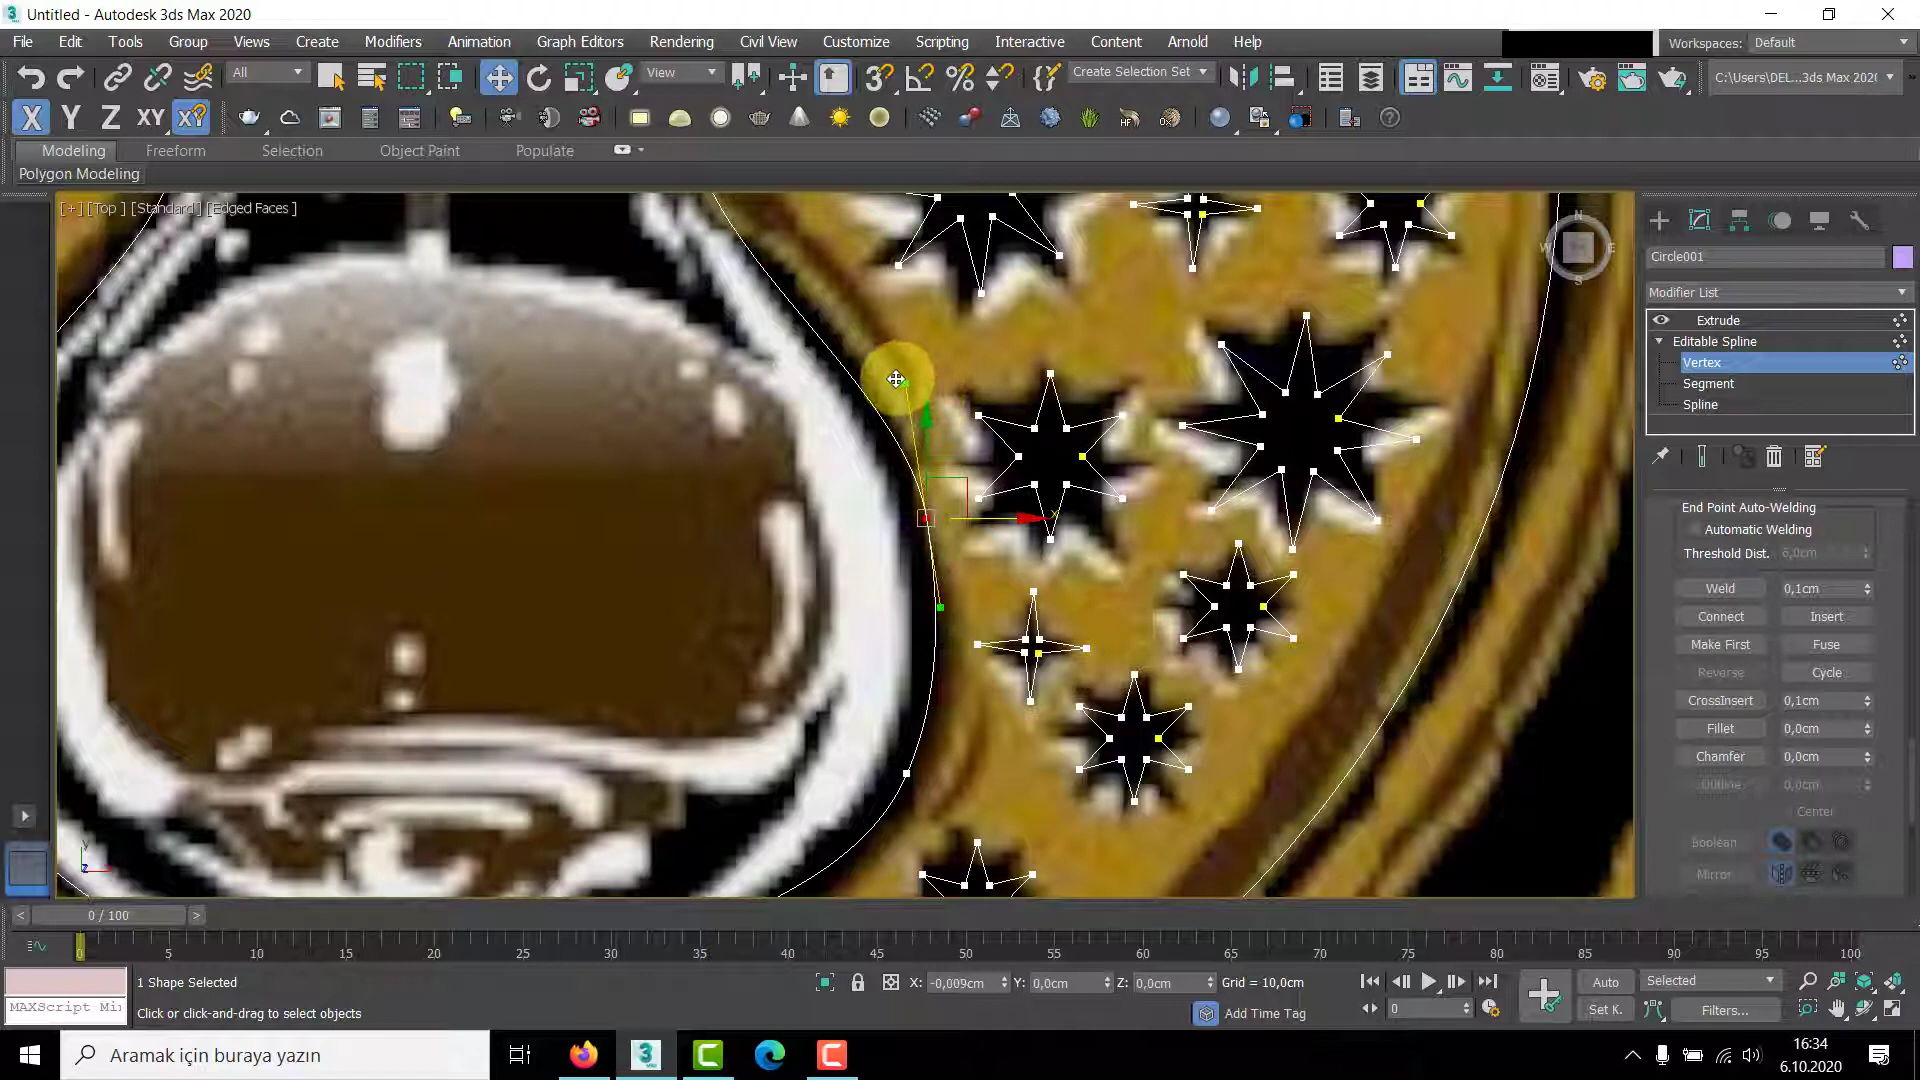 Untitled - Autodesk 3ds Max 2020
File Edit Tools Group Views Create Modifiers Animation Graph Editors Rendering Civil View Customize Scripting Interactive Content Arnold Help
Workspaces: Default
All View Create Selection Set C:\Users\DEL...3ds Max 2020
X Y Z XY XY
Modeling Freeform Selection Object Paint Populate
Polygon Modeling
[+] [Top ] [Standard ] [Edged Faces ]
N
W E
S
Circle001
Modifier List
Extrude
Editable Spline
Vertex
Segment
Spline
x
y
z
End Point Auto-Welding
Automatic Welding
Threshold Dist. 6,0cm
Weld 0,1cm
Connect Insert
Make First Fuse
Reverse Cycle
CrossInsert 0,1cm
Fillet 0,0cm
Chamfer 0,0cm
Outline 0,0cm
Center
Boolean
Mirror
< 0 / 100 >
0 5 10 15 20 25 30 35 40 45 50 55 60 65 70 75 80 85 90 95 100
1 Shape Selected
X: -0,009cm Y: 0,0cm Z: 0,0cm Grid = 10,0cm
Auto Selected
MAXScript Mi
Click or click-and-drag to select objects
Add Time Tag
0
Set K. Filters...
Aramak için buraya yazın
16:34
6.10.2020